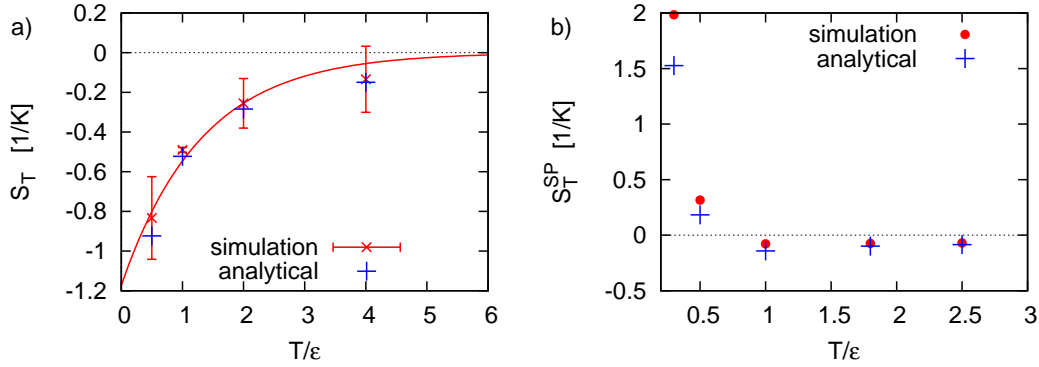 a)
0
-0.2
-0.4
-0.6
-0.8
-1
-1.2
S_T [1/K]
simulation
analytical
0 1 2 3 4 5 6
T/ε
b)
2
1.5
1
0.5
0
-0.5
S_T^SP [1/K]
simulation
analytical
0.5 1 1.5 2 2.5 3
T/ε